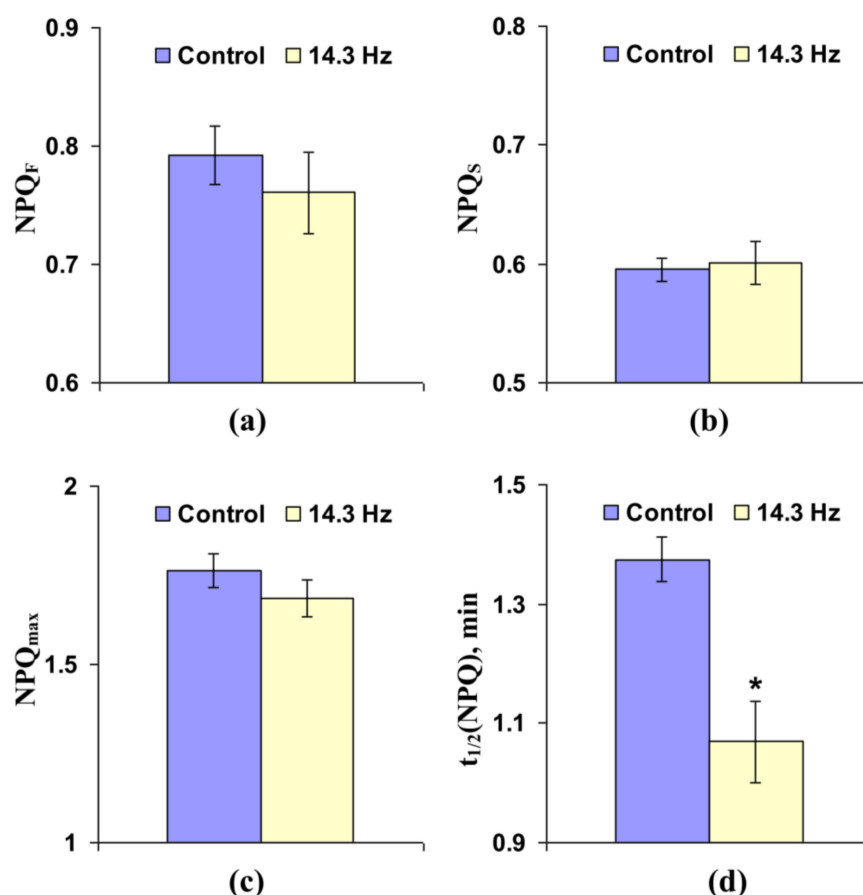 0.9
Control 14.3 Hz
0.8
NPQF
0.7
0.6
(a)
0.8
Control 14.3 Hz
0.7
NPQS
0.6
0.5
(b)
2
Control 14.3 Hz
NPQmax
1.5
1
(c)
1.5
Control 14.3 Hz
1.3
t1/2(NPQ), min
*
1.1
0.9
(d)